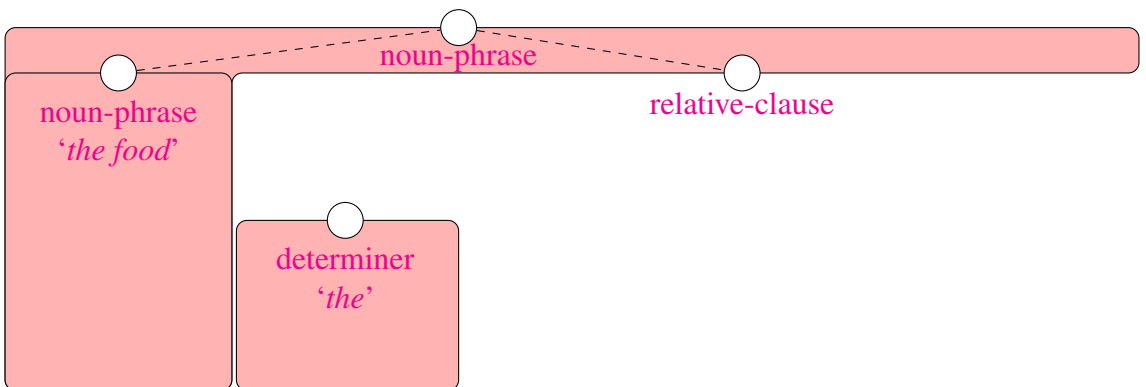 noun-phrase
noun-phrase
‘the food’
relative-clause
determiner
‘the’